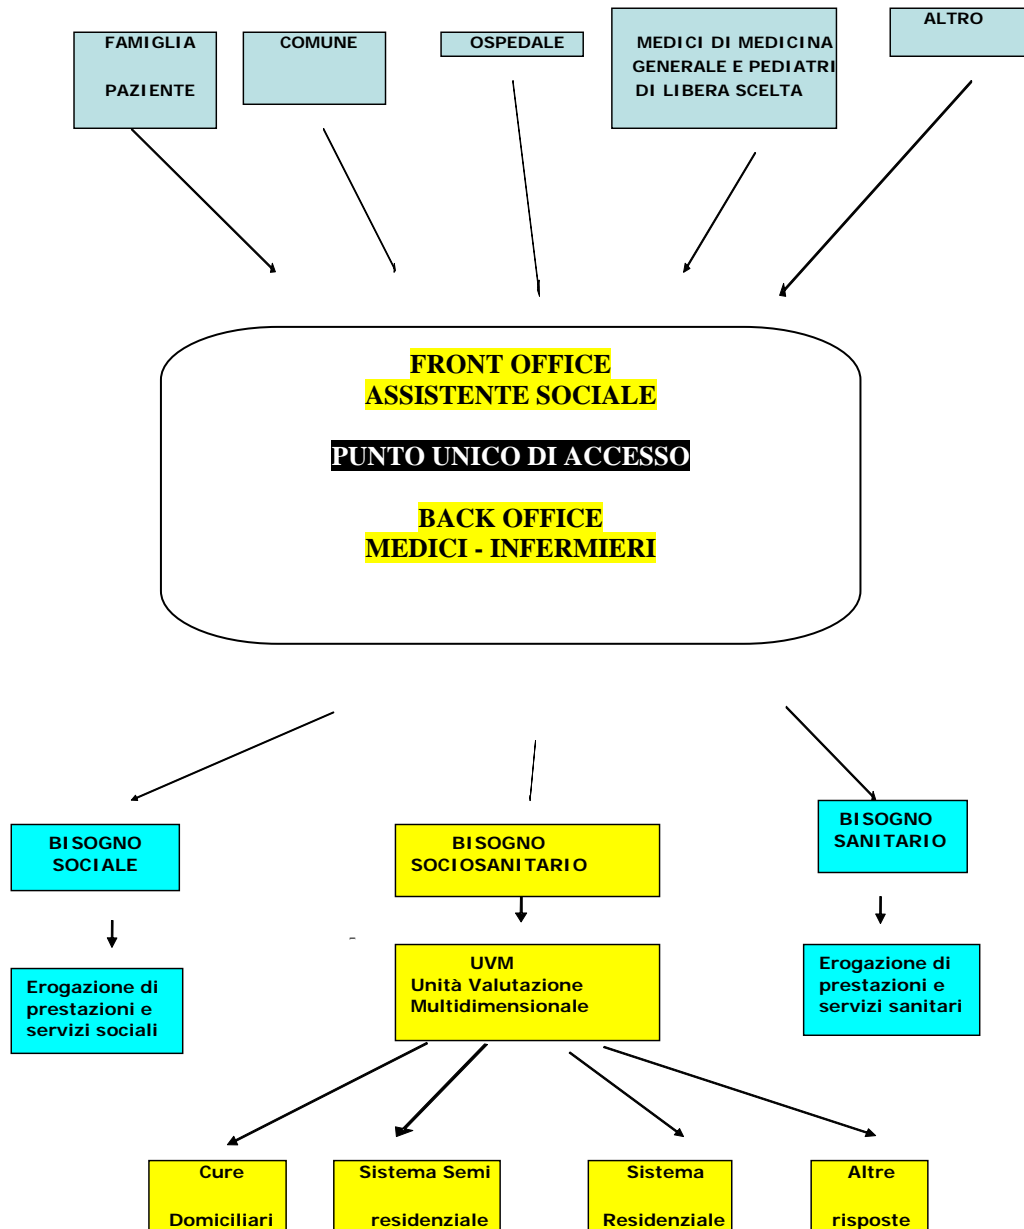 FAMIGLIA
PAZIENTE
COMUNE
OSPEDALE
MEDICI DI MEDICINA
GENERALE E PEDIATRI
DI LIBERA SCELTA
ALTRO
FRONT OFFICE
ASSISTENTE SOCIALE
PUNTO UNICO DI ACCESSO
BACK OFFICE
MEDICI - INFERMIERI
BISOGNO
SOCIALE
BISOGNO
SOCIOSANITARIO
BISOGNO
SANITARIO
Erogazione di
prestazioni e
servizi sociali
UVM
Unità Valutazione
Multidimensionale
Erogazione di
prestazioni e
servizi sanitari
Cure
Domiciliari
Sistema Semi
residenziale
Sistema
Residenziale
Altre
risposte